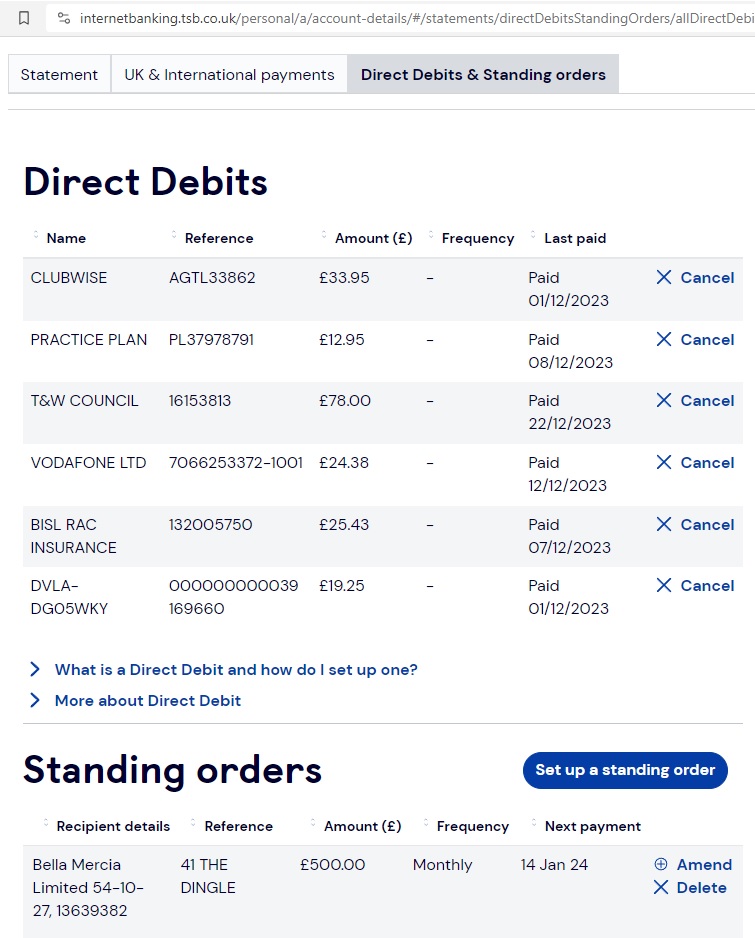 internetbanking.tsb.co.uk/personal/a/account-details/#/statements/directDebitsStandingOrders/allDirectDebi
Statement UK & International payments Direct Debits & Standing orders
Direct Debits
Name Reference Amount (£) Frequency Last paid
CLUBWISE AGTL33862 £33.95 - Paid Cancel
01/12/2023
PRACTICE PLAN PL37978791 £12.95 - Paid Cancel
08/12/2023
T&W COUNCIL 16153813 £78.00 - Paid Cancel
22/12/2023
VODAFONE LTD 7066253372-1001 £24.38 - Paid Cancel
12/12/2023
BISL RAC 132005750 £25.43 - Paid Cancel
INSURANCE 07/12/2023
DVLA- 000000000039 £19.25 - Paid Cancel
DG05WKY 169660 01/12/2023
What is a Direct Debit and how do I set up one?
More about Direct Debit
Standing orders Set up a standing order
Recipient details Reference Amount (£) Frequency Next payment
Bella Mercia 41 THE £500.00 Monthly 14 Jan 24 Amend
Limited 54-10- DINGLE Delete
27, 13639382